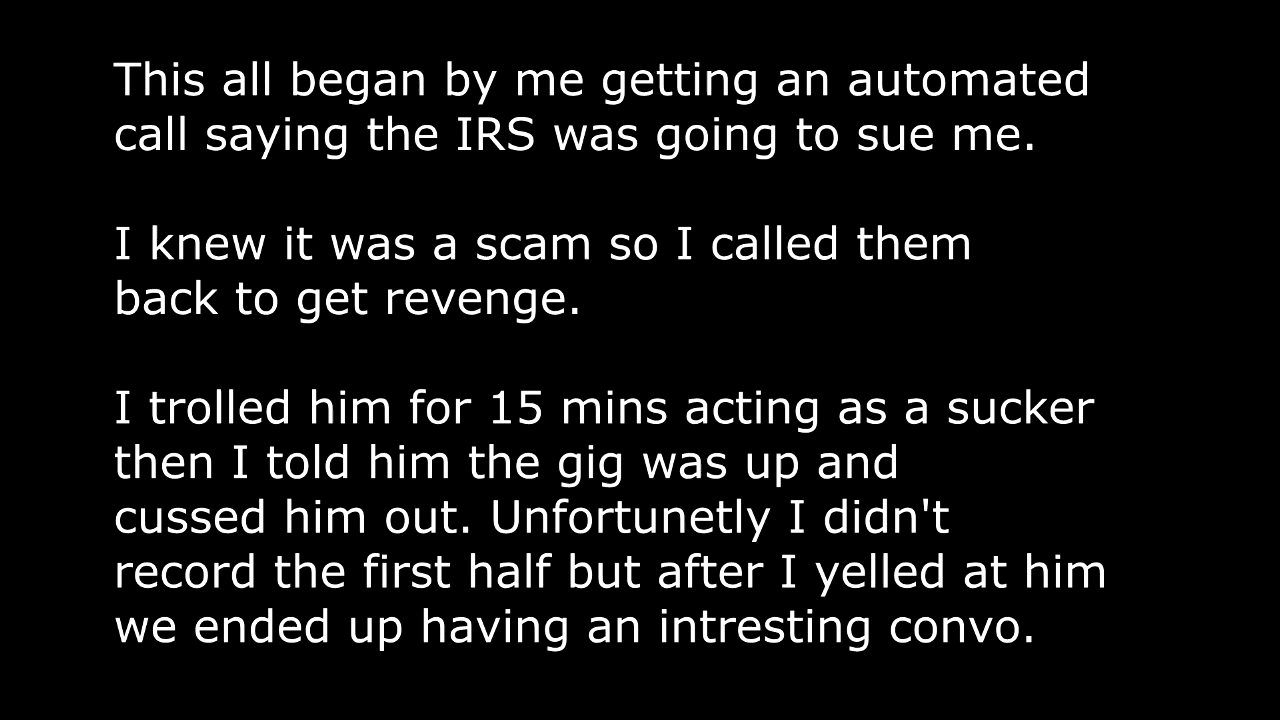 This all began by me getting an automated
call saying the IRS was going to sue me.
I knew it was a scam so I called them
back to get revenge.
I trolled him for 15 mins acting as a sucker
then I told him the gig was up and
cussed him out. Unfortunetly I didn't
record the first half but after I yelled at him
we ended up having an intresting convo.